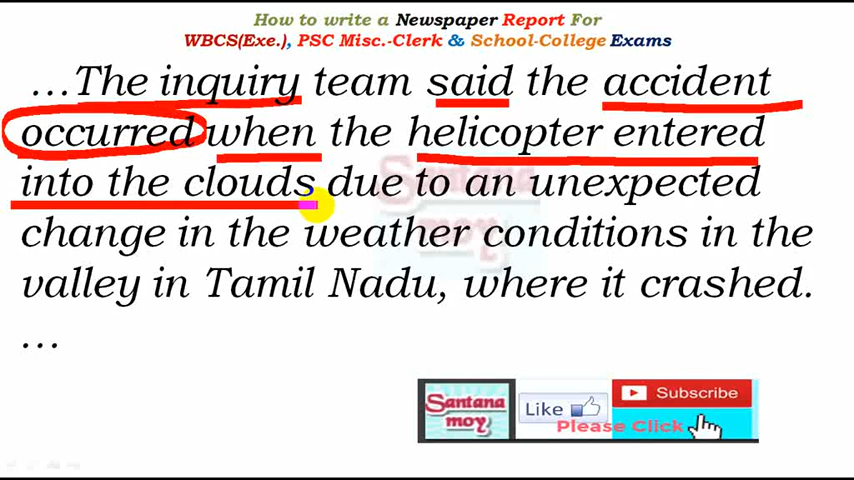 How to write a Newspaper Report For
WBCS(Exe.), PSC Misc.-Clerk & School-College Exams
...The inquiry team said the accident
occurred when the helicopter entered
into the clouds due to an unexpected
change in the weather conditions in the
valley in Tamil Nadu, where it crashed.
...
Santana
moy
Santana
moy
Like
Subscribe
Please Click